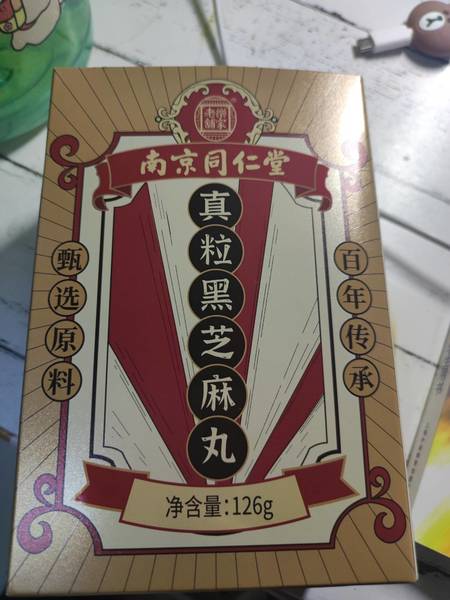 南京同仁堂
真粒黑芝麻丸
甄选原料
百年传承
净含量:126g